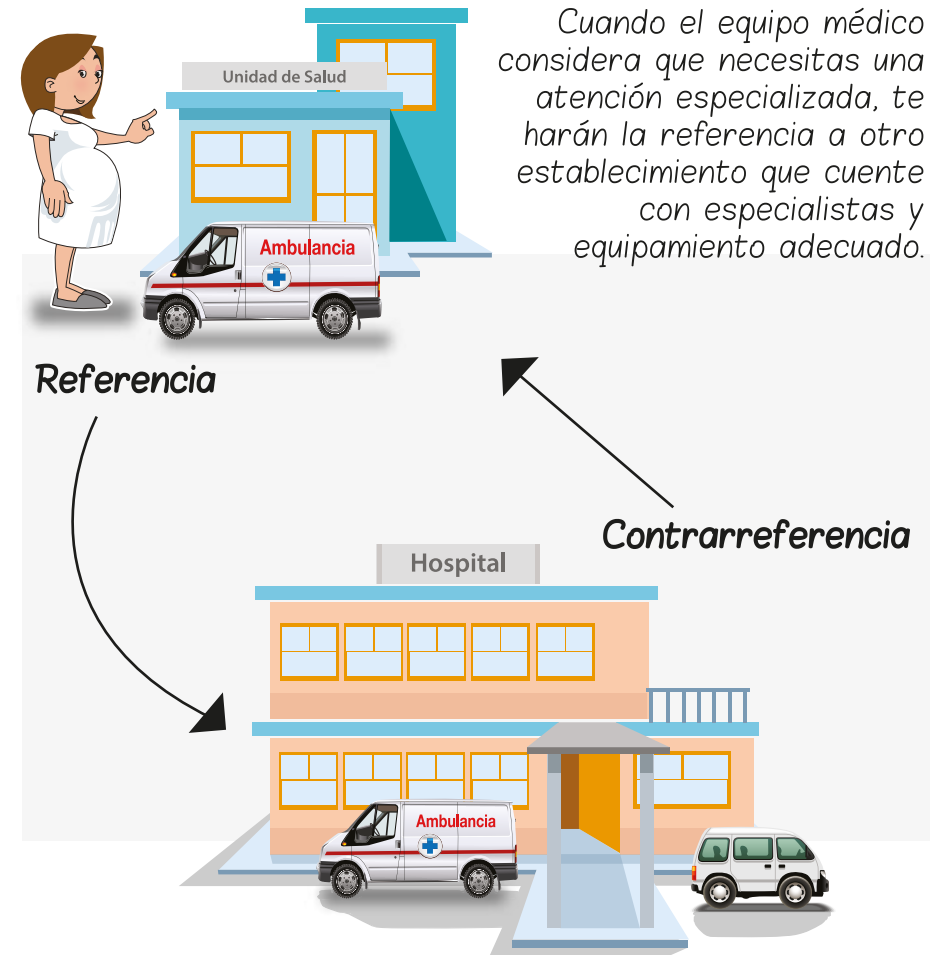 Cuando el equipo médico
considera que necesitas una
atención especializada, te
harán la referencia a otro
establecimiento que cuente
con especialistas y
equipamiento adecuado.
Unidad de Salud
Ambulancia
Referencia
Contrarreferencia
Hospital
Ambulancia